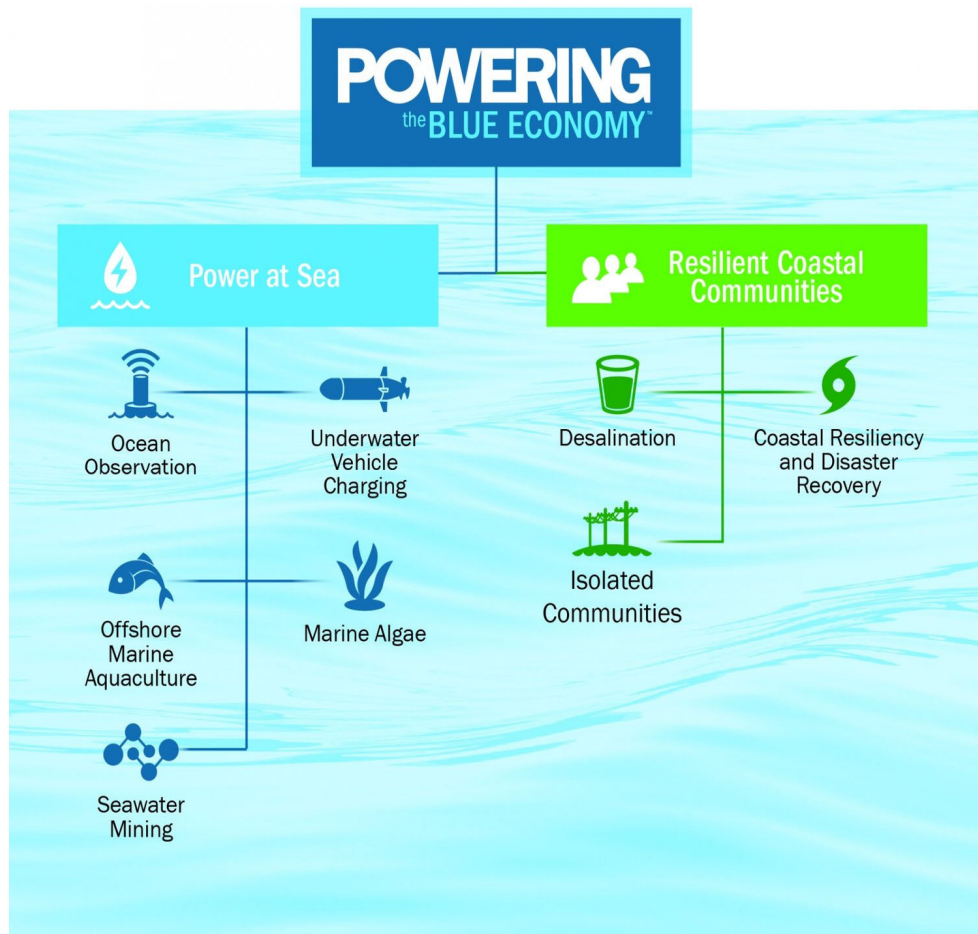 POWERING
the BLUE ECONOMY™
Power at Sea
Resilient Coastal
Communities
Ocean
Observation
Underwater
Vehicle
Charging
Desalination
Coastal Resiliency
and Disaster
Recovery
Offshore
Marine
Aquaculture
Marine Algae
Isolated
Communities
Seawater
Mining